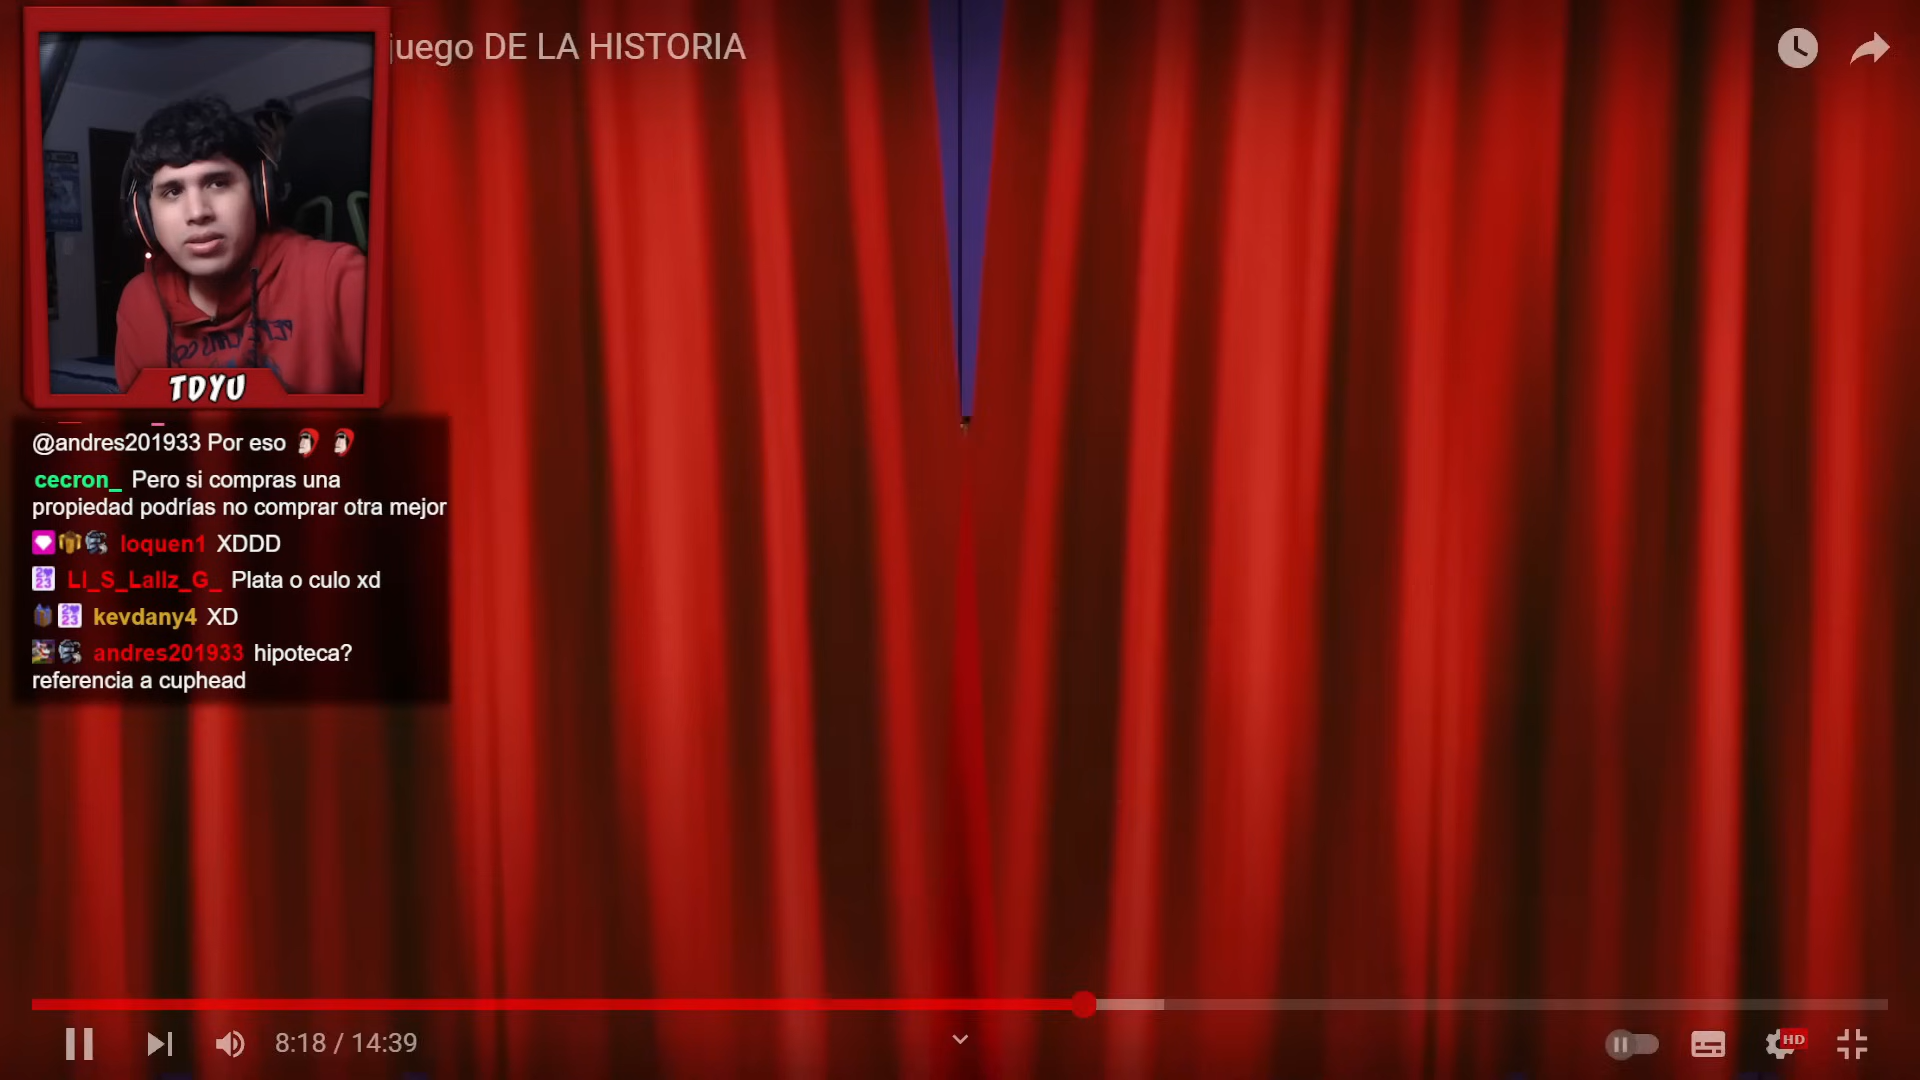 juego DE LA HISTORIA
TDYU
@andres201933 Por eso
cecron_ Pero si compras una
propiedad podrías no comprar otra mejor
loquen1 XDDD
LI_S_Lallz_G_ Plata o culo xd
kevdany4 XD
andres201933 hipoteca?
referencia a cuphead
8:18 / 14:39
HD